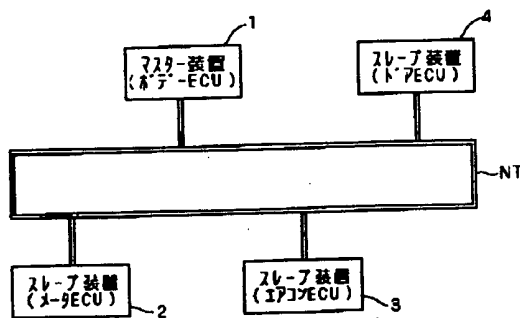 1
マスター装置
(ボデーECU)
4
スレーブ装置
(ドアECU)
NT
スレーブ装置
(メータECU)
2
スレーブ装置
(エアコンECU)
3